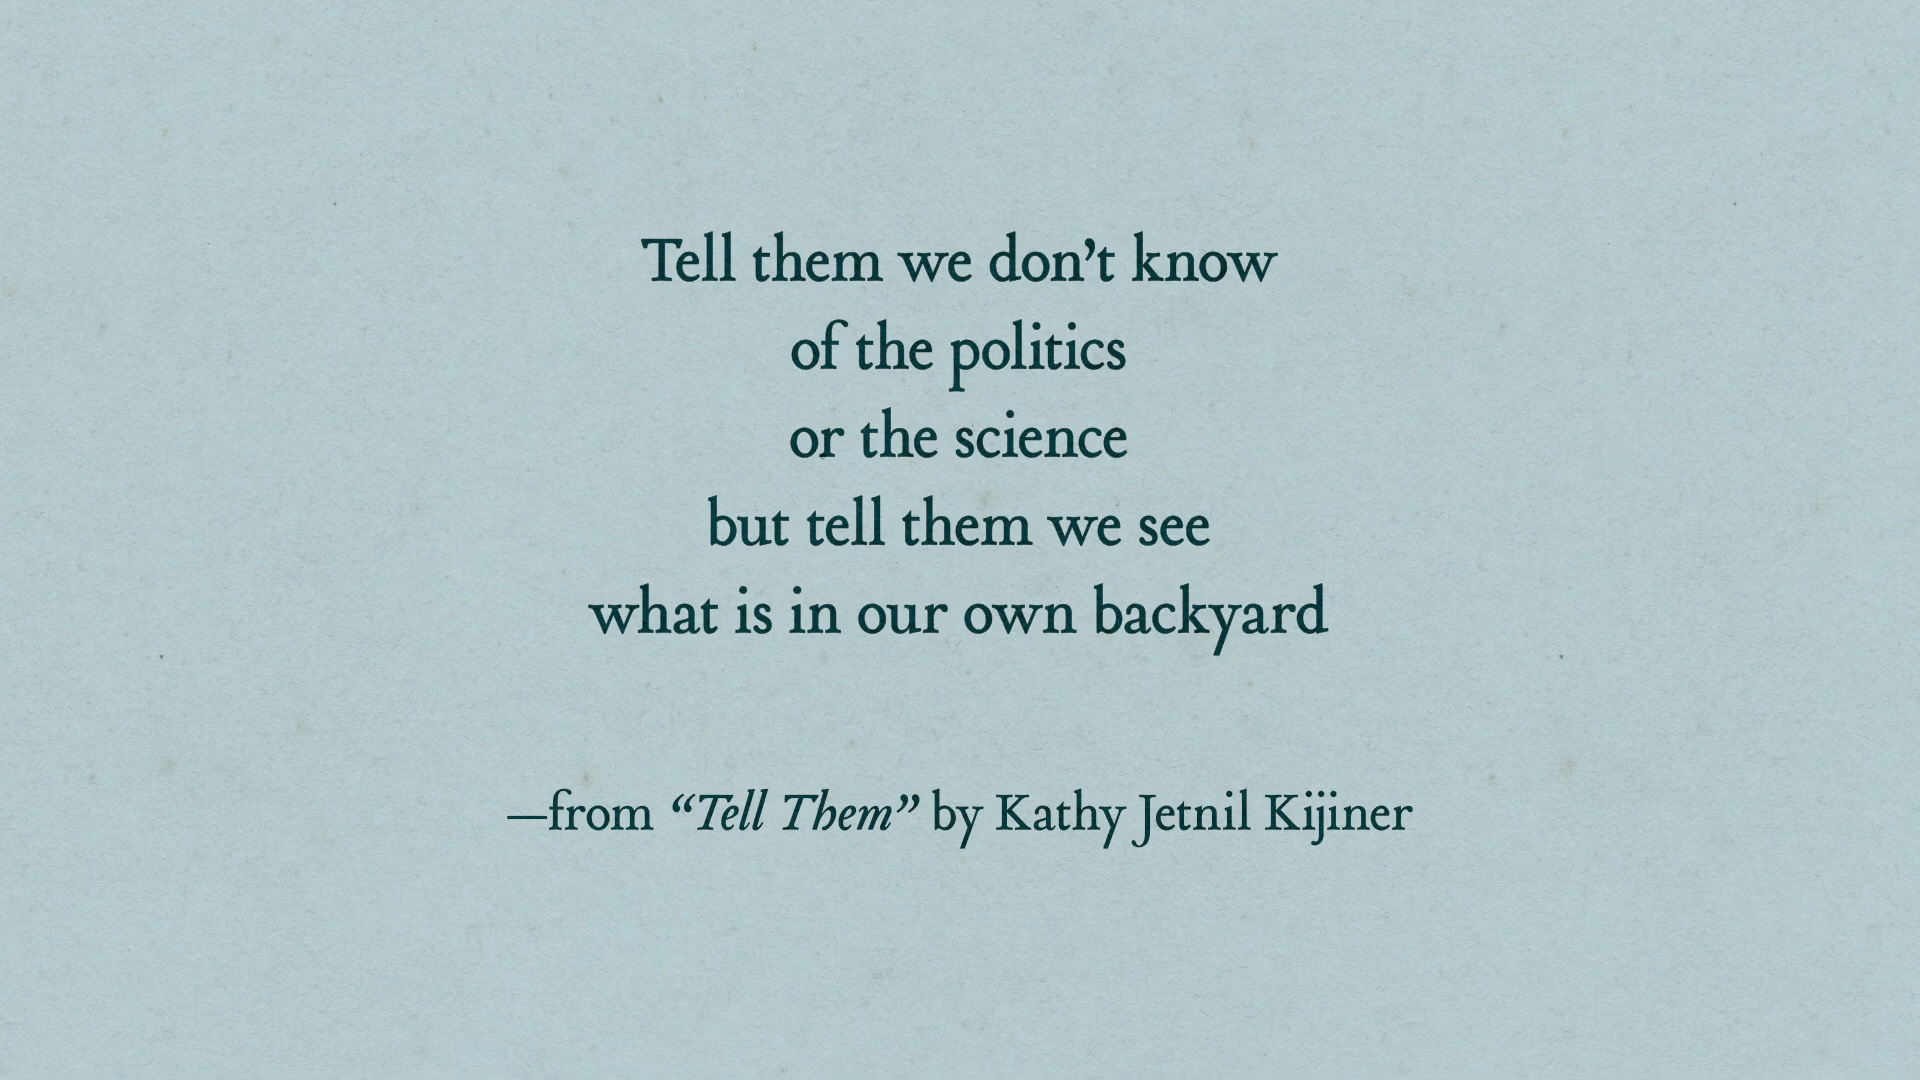 Tell them we don’t know
of the politics
or the science
but tell them we see
what is in our own backyard
—from “Tell Them” by Kathy Jetnil Kijiner